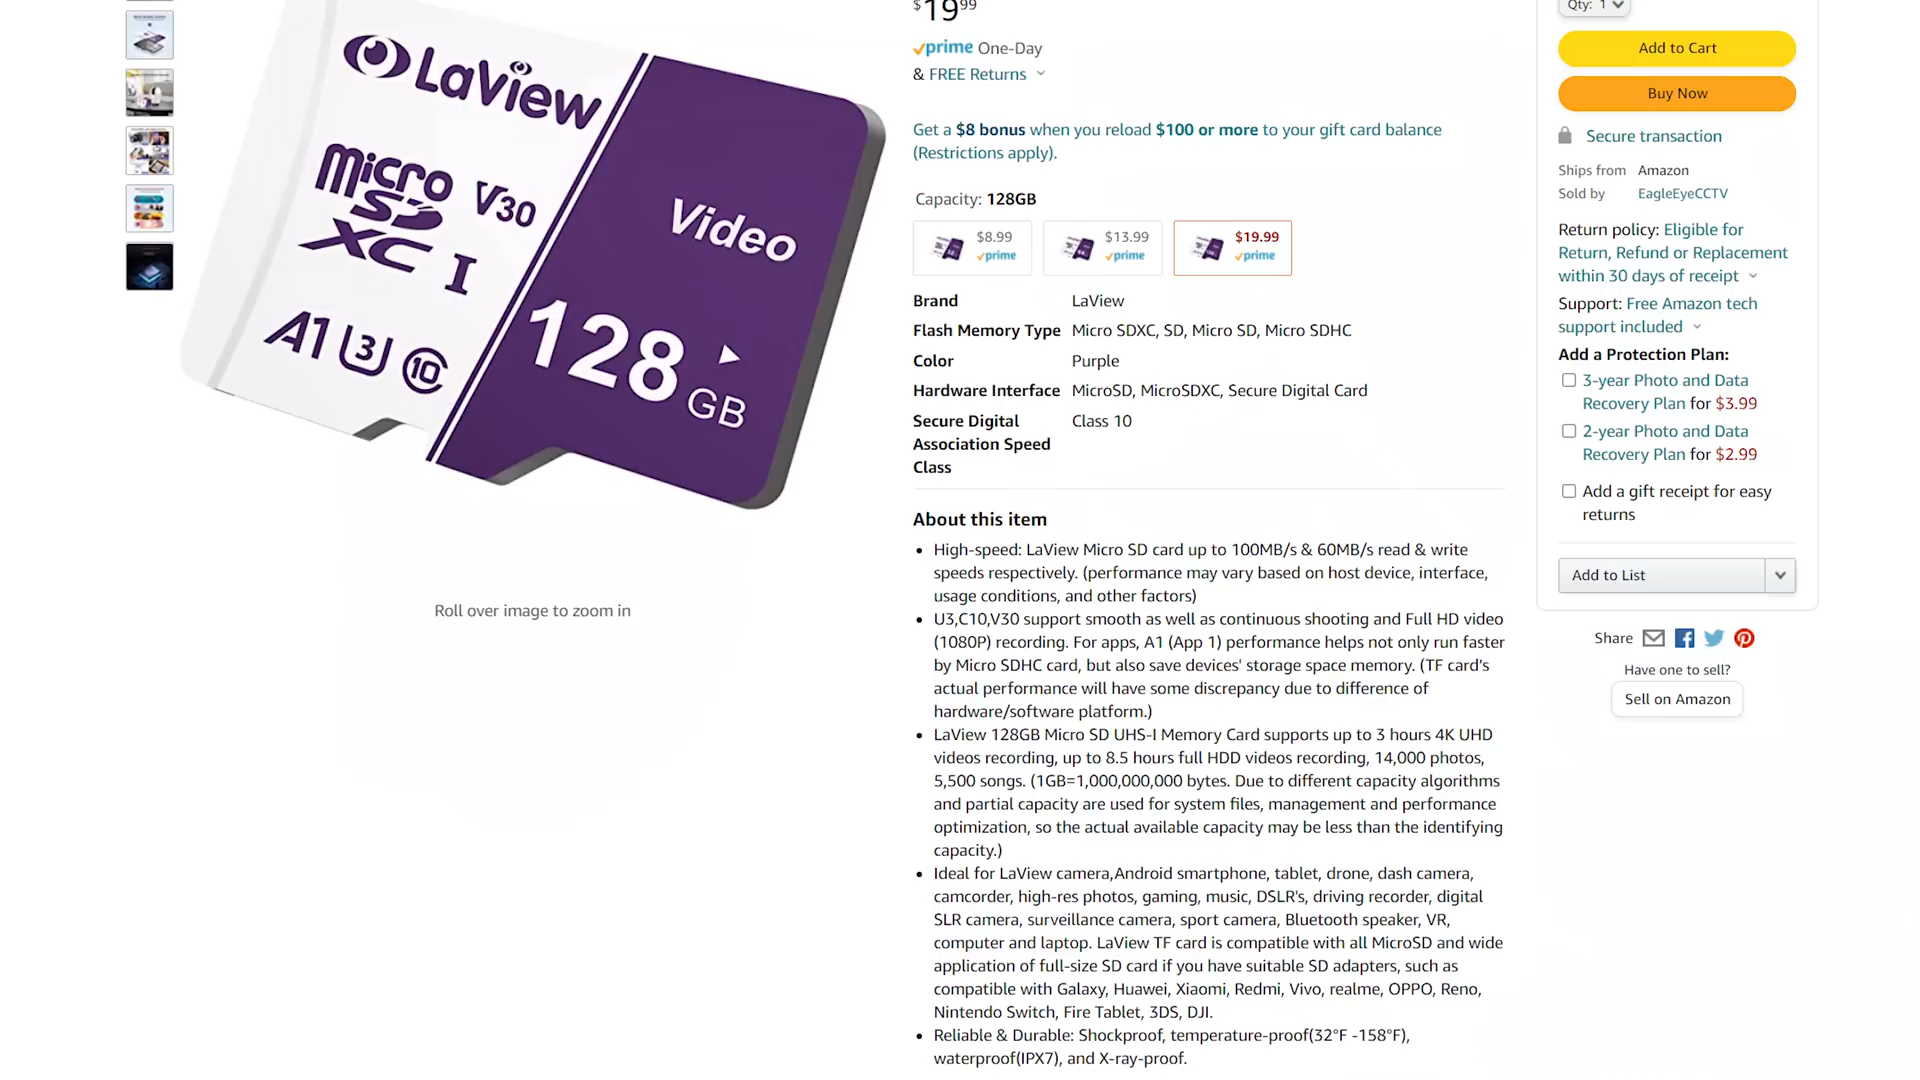 LaView
Micro
SD
XC I
V30
A1 U3 10
Video
128
GB
Roll over image to zoom in
$19.99
prime One-Day
& FREE Returns
Get a $8 bonus when you reload $100 or more to your gift card balance
(Restrictions apply).
Capacity: 128GB
$8.99
prime
$13.99
prime
$19.99
prime
Brand LaView
Flash Memory Type Micro SDXC, SD, Micro SD, Micro SDHC
Color Purple
Hardware Interface MicroSD, MicroSDXC, Secure Digital Card
Secure Digital Class 10
Association Speed
Class
About this item
High-speed: LaView Micro SD card up to 100MB/s & 60MB/s read & write
speeds respectively. (performance may vary based on host device, interface,
usage conditions, and other factors)
U3,C10,V30 support smooth as well as continuous shooting and Full HD video
(1080P) recording. For apps, A1 (App 1) performance helps not only run faster
by Micro SDHC card, but also save devices' storage space memory. (TF card's
actual performance will have some discrepancy due to difference of
hardware/software platform.)
LaView 128GB Micro SD UHS-I Memory Card supports up to 3 hours 4K UHD
videos recording, up to 8.5 hours full HDD videos recording, 14,000 photos,
5,500 songs. (1GB=1,000,000,000 bytes. Due to different capacity algorithms
and partial capacity are used for system files, management and performance
optimization, so the actual available capacity may be less than the identifying
capacity.)
Ideal for LaView camera,Android smartphone, tablet, drone, dash camera,
camcorder, high-res photos, gaming, music, DSLR's, driving recorder, digital
SLR camera, surveillance camera, sport camera, Bluetooth speaker, VR,
computer and laptop. LaView TF card is compatible with all MicroSD and wide
application of full-size SD card if you have suitable SD adapters, such as
compatible with Galaxy, Huawei, Xiaomi, Redmi, Vivo, realme, OPPO, Reno,
Nintendo Switch, Fire Tablet, 3DS, DJI.
Reliable & Durable: Shockproof, temperature-proof(32°F -158°F),
waterproof(IPX7), and X-ray-proof.
Qty: 1
Add to Cart
Buy Now
Secure transaction
Ships from Amazon
Sold by EagleEyeCCTV
Return policy: Eligible for
Return, Refund or Replacement
within 30 days of receipt
Support: Free Amazon tech
support included
Add a Protection Plan:
3-year Photo and Data
Recovery Plan for $3.99
2-year Photo and Data
Recovery Plan for $2.99
Add a gift receipt for easy
returns
Add to List
Share
Have one to sell?
Sell on Amazon